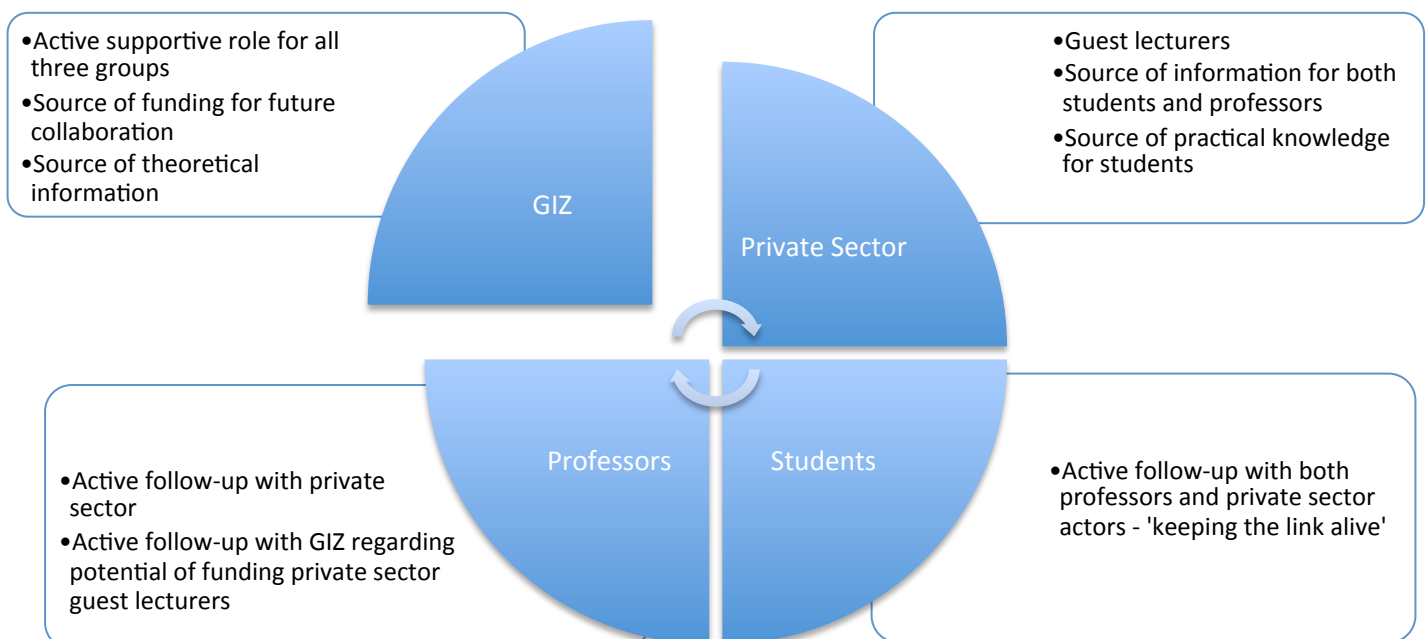 •Active supportive role for all
three groups
•Source of funding for future
collaboration
•Source of theoretical
information
•Guest lecturers
•Source of information for both
students and professors
•Source of practical knowledge
for students
GIZ
Private Sector
Professors
Students
•Active follow-up with private
sector
•Active follow-up with GIZ regarding
potential of funding private sector
guest lecturers
•Active follow-up with both
professors and private sector
actors - 'keeping the link alive'